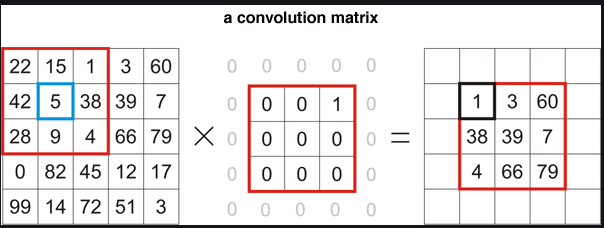 a convolution matrix
22 15 1 3 60 0 0 0 0 0
42 5 38 39 7 0 0 0 1 0 1 3 60
28 9 4 66 79 × 0 0 0 0 0 = 38 39 7
0 82 45 12 17 0 0 0 0 0 4 66 79
99 14 72 51 3 0 0 0 0 0